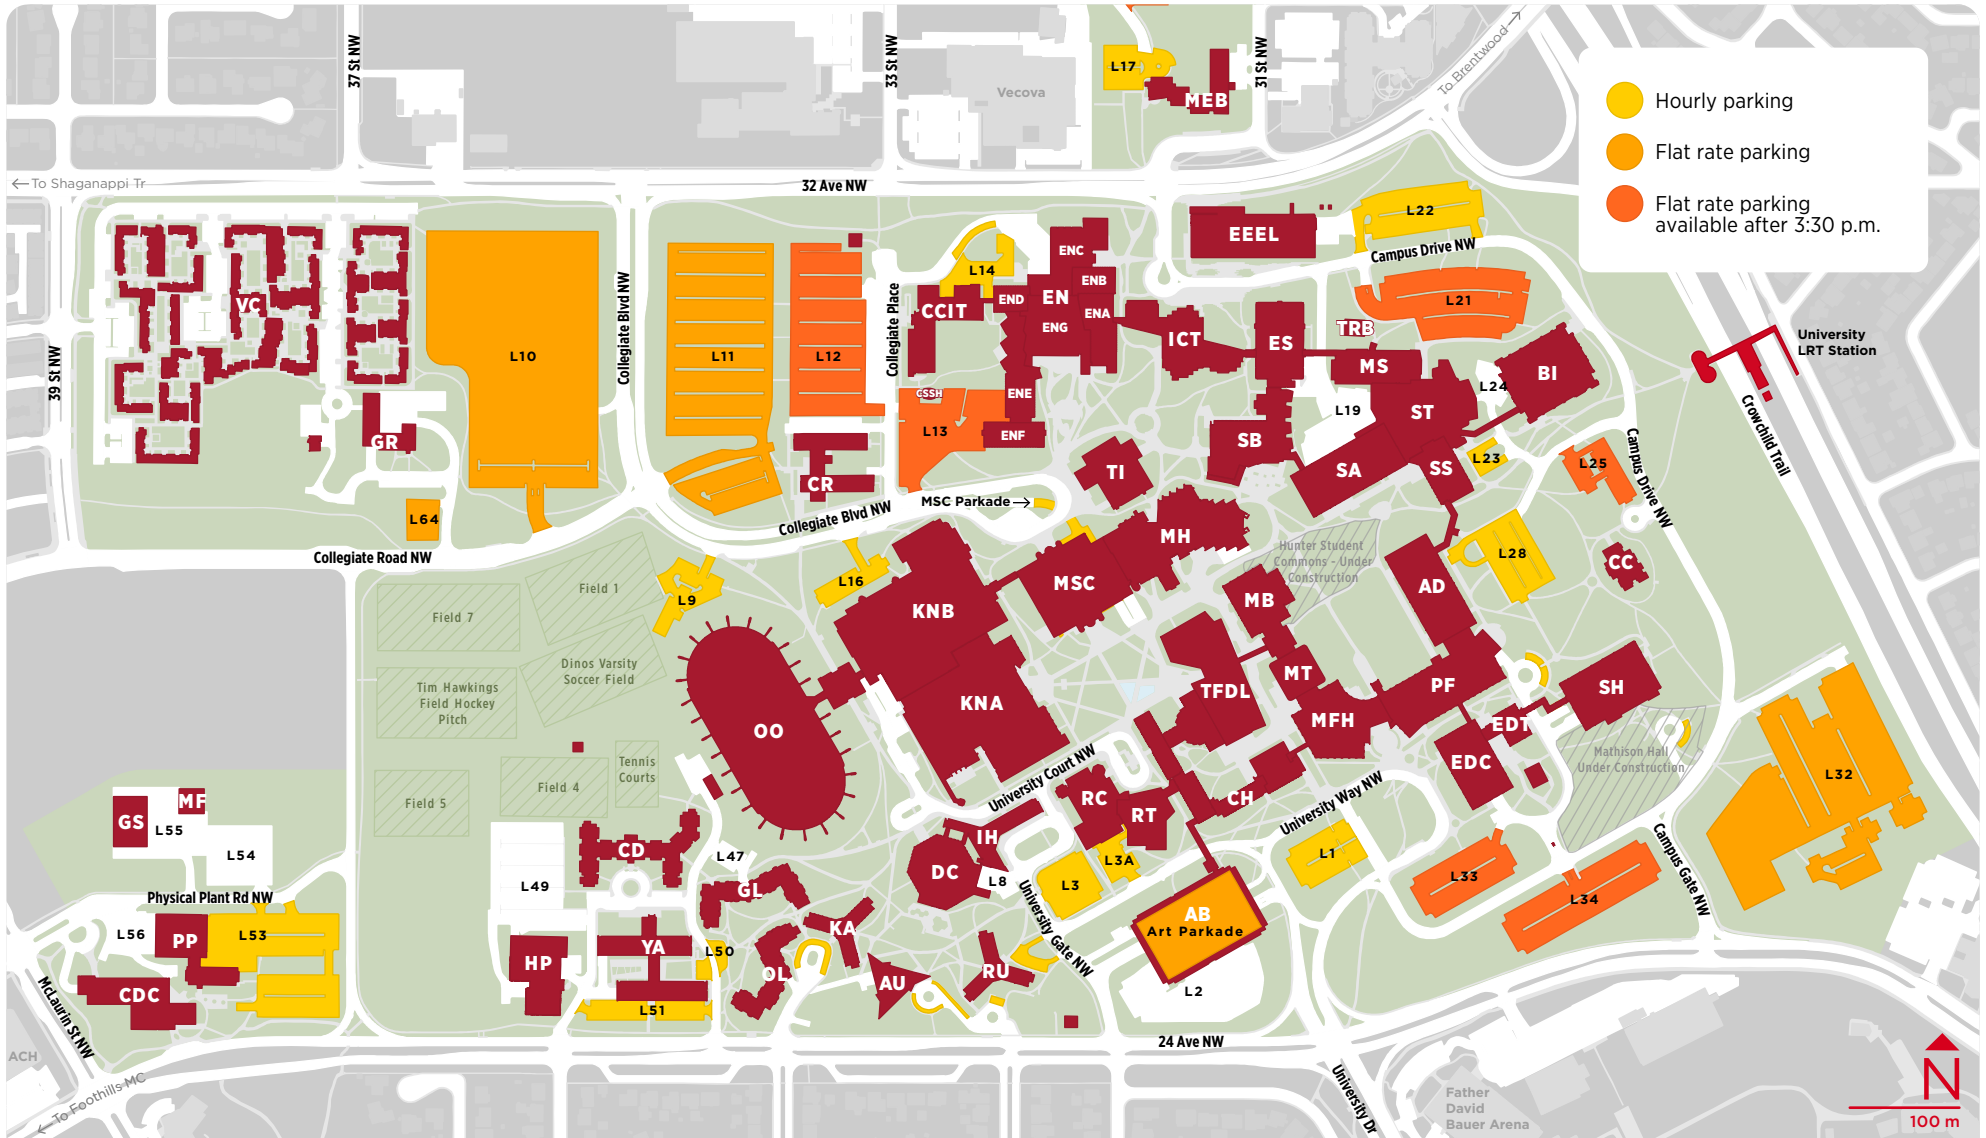 37 St NW
33 St NW
31 St NW
To Brentwood
L17
MEB
Vecova
Hourly parking
Flat rate parking
Flat rate parking
available after 3:30 p.m.
To Shaganappi Tr
32 Ave NW
L22
EEEL
Campus Drive NW
ENC
L14
ENB
END
EN
ENA
CCIT
ENG
L21
TRB
VC
ICT
ES
MS
BI
University
LRT Station
39 St NW
L10
Collegiate Blvd NW
L11
L12
Collegiate Place
CSSH
ENE
L24
L19
ST
Crowchild Trail
GR
L13
ENF
SB
CR
TI
SA
SS
L23
L25
Campus Drive NW
MSC Parkade
Collegiate Blvd NW
L64
Collegiate Road NW
MH
Hunter Student
Commons - Under
Construction
L28
CC
Field 1
Field 7
L9
L16
KNB
MSC
MB
AD
Dinos Varsity
Soccer Field
Tim Hawkings
Field Hockey
Pitch
MT
TFDL
PF
SH
KNA
MFH
EDT
OO
EDC
Mathison Hall
Under Construction
L32
Tennis
Courts
Field 4
Field 5
University Court NW
University Way NW
RC
CH
RT
MF
GS
L55
L54
CD
L47
IH
L3A
L1
DC
L8
L3
L33
L34
Campus Gate NW
L49
GL
Physical Plant Rd NW
University Gate NW
AB
Art Parkade
L56
PP
L53
HP
YA
L50
KA
OL
AU
RU
L2
CDC
L51
McLaurin St NW
24 Ave NW
ACH
To Foothills MC
University Dr
Father
David
Bauer Arena
N
100 m